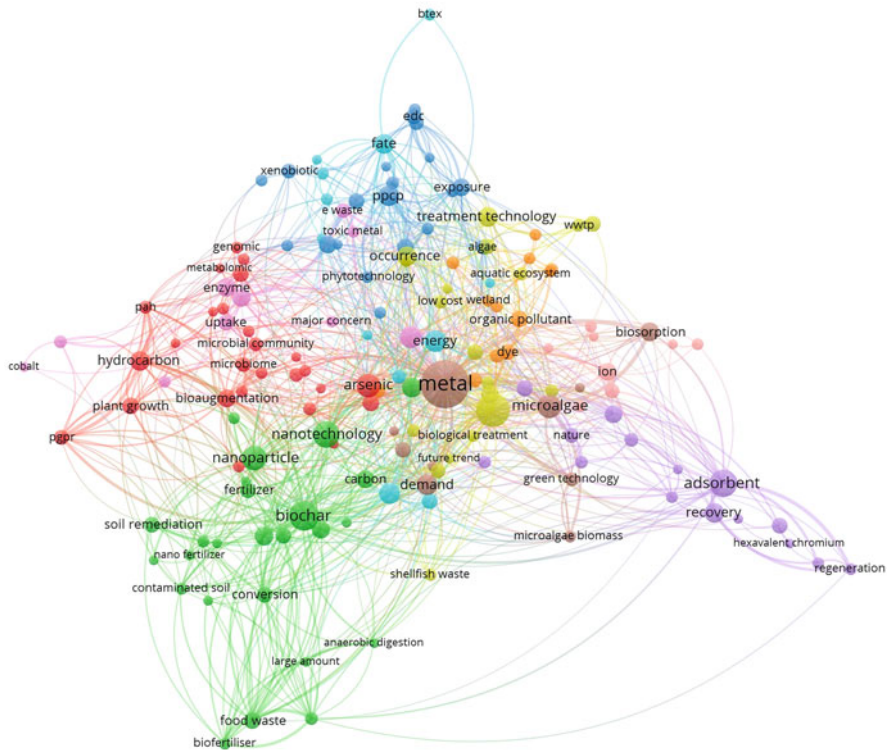 btex
edc
fate
xenobiotic
ppcp
exposure
e waste
treatment technology
wwtp
toxic metal
genomic
algae
occurrence
metabolomic
phytotechnology
aquatic ecosystem
enzyme
low cost
wetland
pah
uptake
major concern
organic pollutant
biosorption
microbial community
energy
dye
hydrocarbon
cobalt
microbiome
ion
arsenic
metal
plant growth
bioaugmentation
microalgae
pgpr
nanotechnology
biological treatment
nature
nanoparticle
future trend
fertilizer
carbon
demand
green technology
adsorbent
biochar
recovery
soil remediation
microalgae biomass
hexavalent chromium
nano fertilizer
regeneration
shellfish waste
contaminated soil
conversion
anaerobic digestion
large amount
food waste
biofertiliser